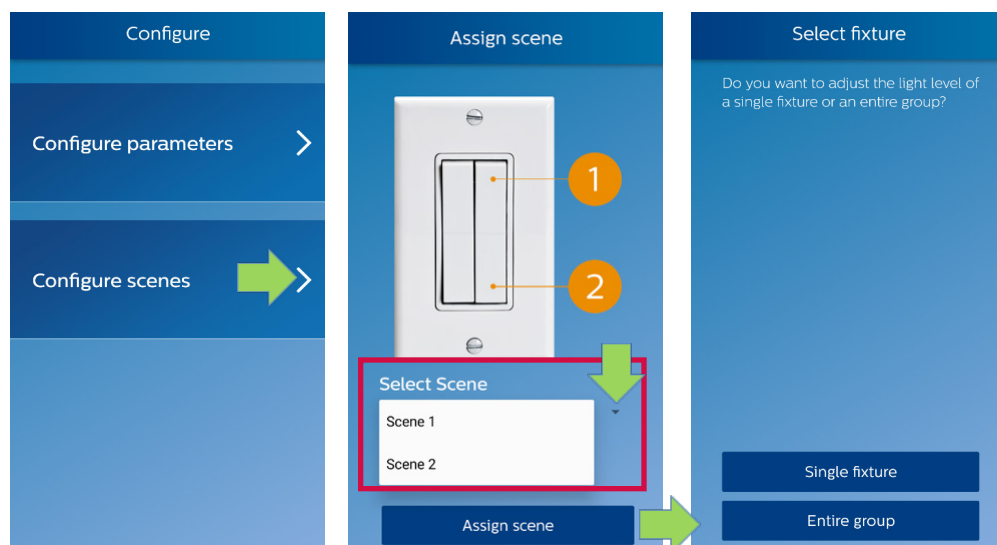 Configure
Configure parameters
Configure scenes
Assign scene
1
2
Select Scene
Scene 1
Scene 2
Assign scene
Select fixture
Do you want to adjust the light level of
a single fixture or an entire group?
Single fixture
Entire group